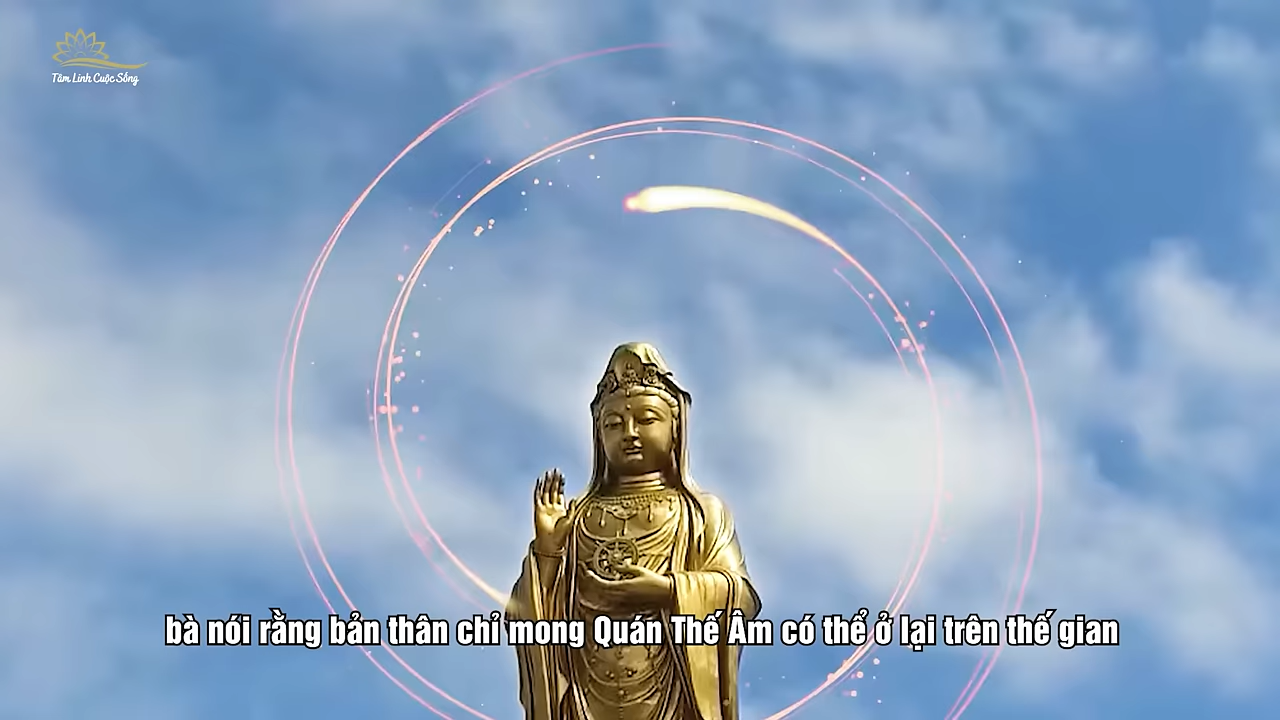 Tâm Linh Cuộc Sống
bà nói rằng bản thân chỉ mong Quán Thế Âm có thể ở lại trên thế gian